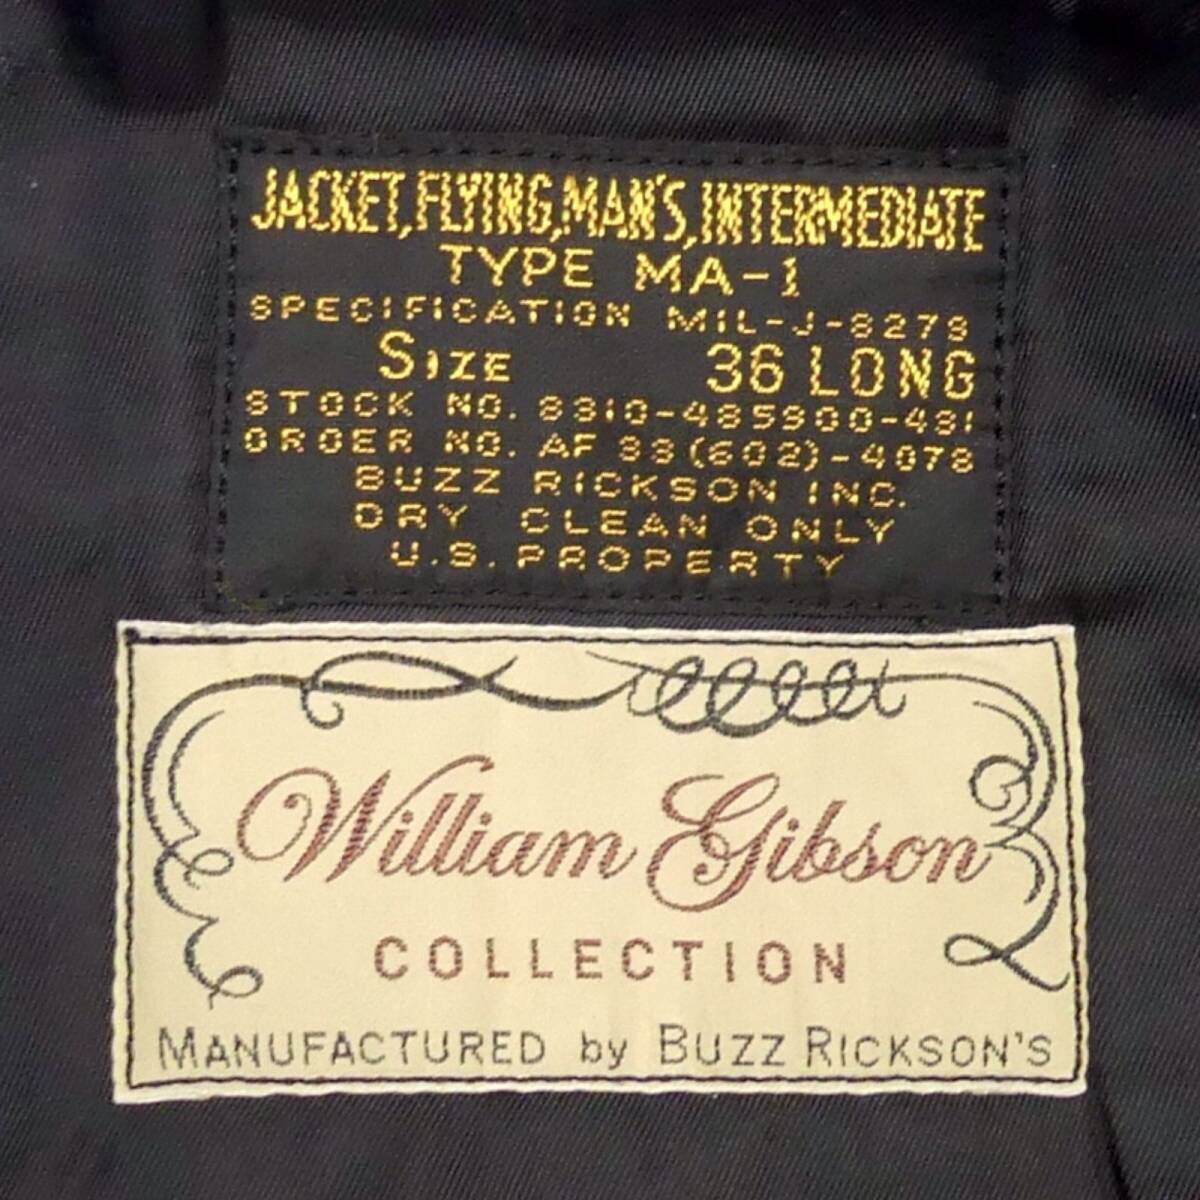 JACKET, FLYING, MAN'S, INTERMEDIATE
TYPE MA-1
SPECIFICATION MIL-J-8278
SIZE 36 LONG
STOCK NO. 8310-485900-481
ORDER NO. AF 33(602)-4078
BUZZ RICKSON INC.
DRY CLEAN ONLY
U.S. PROPERTY
William Gibson
COLLECTION
MANUFACTURED by BUZZ RICKSON'S